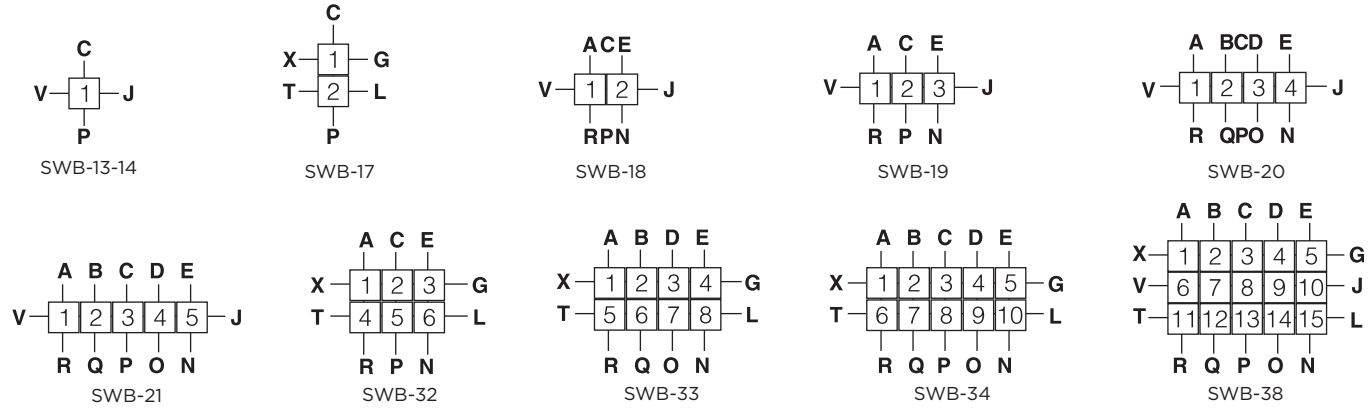 C
V 1 J
P
SWB-13-14
C
X 1 G
T 2 L
P
SWB-17
A C E
V 1 2 J
R P N
SWB-18
A C E
V 1 2 3 J
R P N
SWB-19
A B C D E
V 1 2 3 4 J
R Q P O N
SWB-20
A B C D E
V 1 2 3 4 5 J
R Q P O N
SWB-21
A C E
X 1 2 3 G
T 4 5 6 L
R P N
SWB-32
A B D E
X 1 2 3 4 G
T 5 6 7 8 L
R Q O N
SWB-33
A B C D E
X 1 2 3 4 5 G
T 6 7 8 9 10 L
R Q P O N
SWB-34
A B C D E
X 1 2 3 4 5 G
V 6 7 8 9 10 J
T 11 12 13 14 15 L
R Q P O N
SWB-38